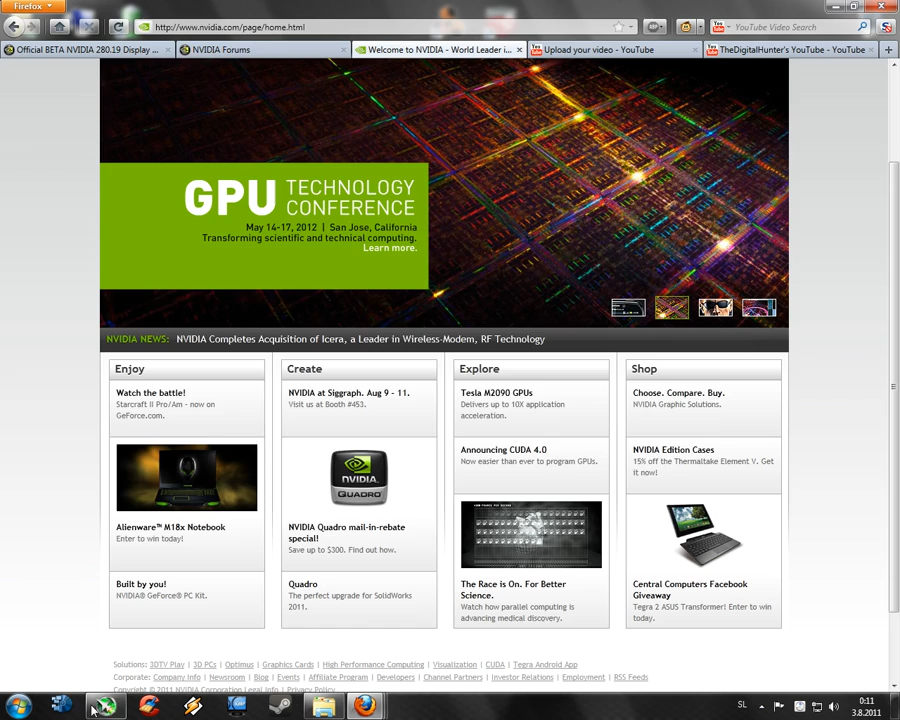 Firefox
http://www.nvidia.com/page/home.html
YouTube Video Search
Official BETA NVIDIA 280.19 Display ...
NVIDIA Forums
Welcome to NVIDIA - World Leader i...
Upload your video - YouTube
TheDigitalHunter's YouTube - YouTube
GPU TECHNOLOGY CONFERENCE
May 14-17, 2012 | San Jose, California
Transforming scientific and technical computing.
Learn more.
NVIDIA NEWS: NVIDIA Completes Acquisition of Icera, a Leader in Wireless-Modem, RF Technology
Enjoy
Watch the battle!
Starcraft II Pro/Am - now on
GeForce.com.
Alienware™ M18x Notebook
Enter to win today!
Built by you!
NVIDIA® GeForce® PC Kit.
Create
NVIDIA at Siggraph. Aug 9 - 11.
Visit us at Booth #453.
NVIDIA
QUADRO
NVIDIA Quadro mail-in-rebate
special!
Save up to $300. Find out how.
Quadro
The perfect upgrade for SolidWorks
2011.
Explore
Tesla M2090 GPUs
Delivers up to 10X application
acceleration.
Announcing CUDA 4.0
Now easier than ever to program GPUs.
The Race is On. For Better
Science.
Watch how parallel computing is
advancing medical discovery.
Shop
Choose. Compare. Buy.
NVIDIA Graphic Solutions.
NVIDIA Edition Cases
15% off the Thermaltake Element V. Get
it now!
Central Computers Facebook
Giveaway
Tegra 2 ASUS Transformer! Enter to win
today.
Solutions: 3DTV Play | 3D PCs | Optimus | Graphics Cards | High Performance Computing | Visualization | CUDA | Tegra Android App
Corporate: Company Info | Newsroom | Blog | Events | Affiliate Program | Developers | Channel Partners | Investor Relations | Employment | RSS Feeds
Copyright © 2011 NVIDIA Corporation Legal Info | Privacy Policy
SL
0:11
3.8.2011